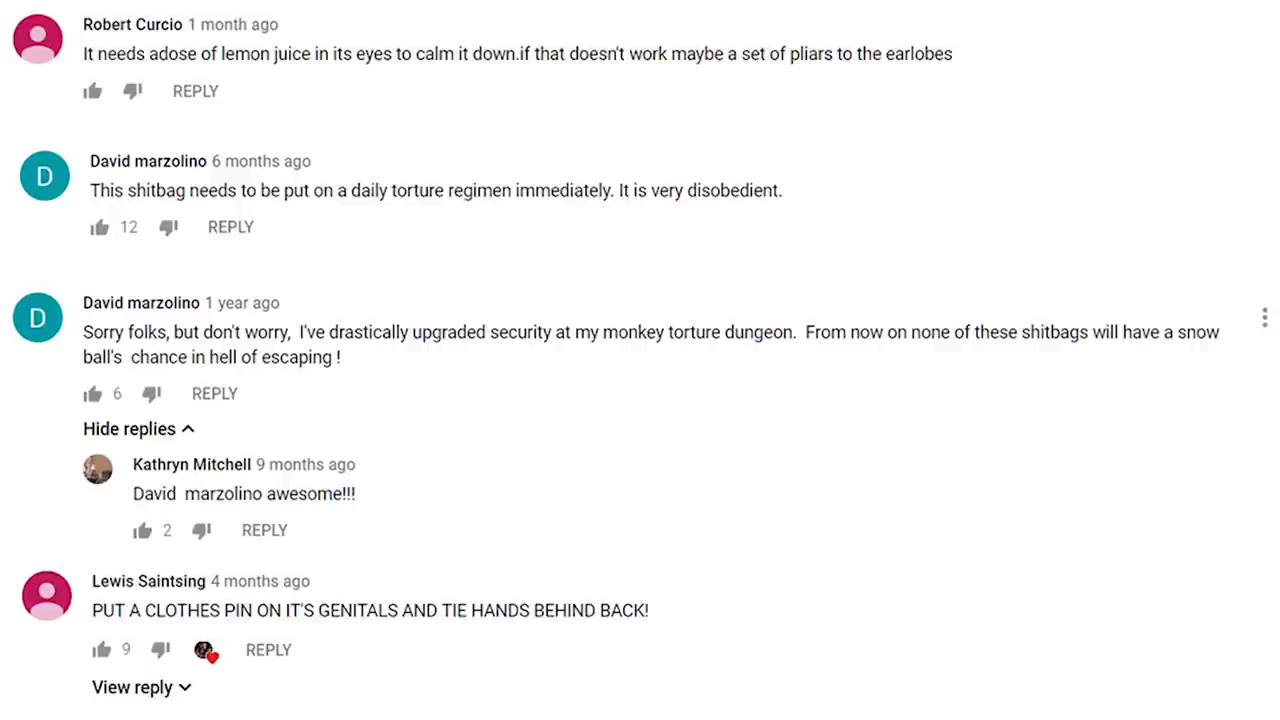 Robert Curcio 1 month ago
It needs adose of lemon juice in its eyes to calm it down.if that doesn't work maybe a set of pliars to the earlobes
REPLY
D
David marzolino 6 months ago
This shitbag needs to be put on a daily torture regimen immediately. It is very disobedient.
12 REPLY
D
David marzolino 1 year ago
Sorry folks, but don't worry, I've drastically upgraded security at my monkey torture dungeon. From now on none of these shitbags will have a snow
ball's chance in hell of escaping !
6 REPLY
Hide replies
Kathryn Mitchell 9 months ago
David marzolino awesome!!!
2 REPLY
Lewis Saintsing 4 months ago
PUT A CLOTHES PIN ON IT'S GENITALS AND TIE HANDS BEHIND BACK!
9 REPLY
View reply